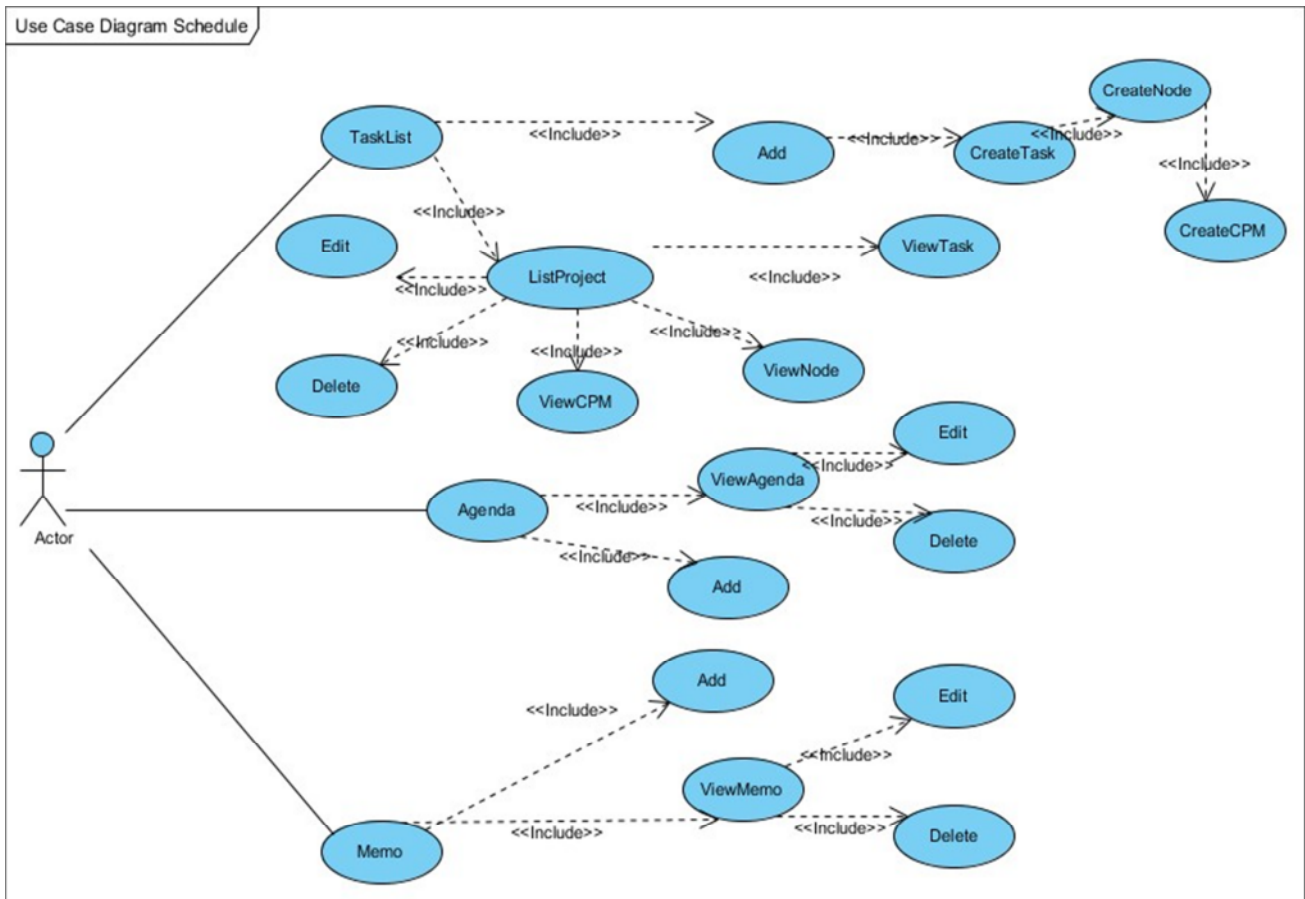 Use Case Diagram Schedule
CreateNode
TaskList
<<Include>>
Add
<<Include>>
CreateTask
<<Include>>
<<Include>>
CreateCPM
<<Include>>
Edit
ListProject
ViewTask
<<Include>>
<<Include>>
<<Include>>
<<Include>>
<<Include>>
Delete
ViewCPM
ViewNode
Actor
Agenda
<<Include>>
ViewAgenda
<<Include>>
Edit
<<Include>>
Delete
<<Include>>
Add
Add
<<Include>>
Edit
<<Include>>
ViewMemo
<<Include>>
<<Include>>
Delete
Memo